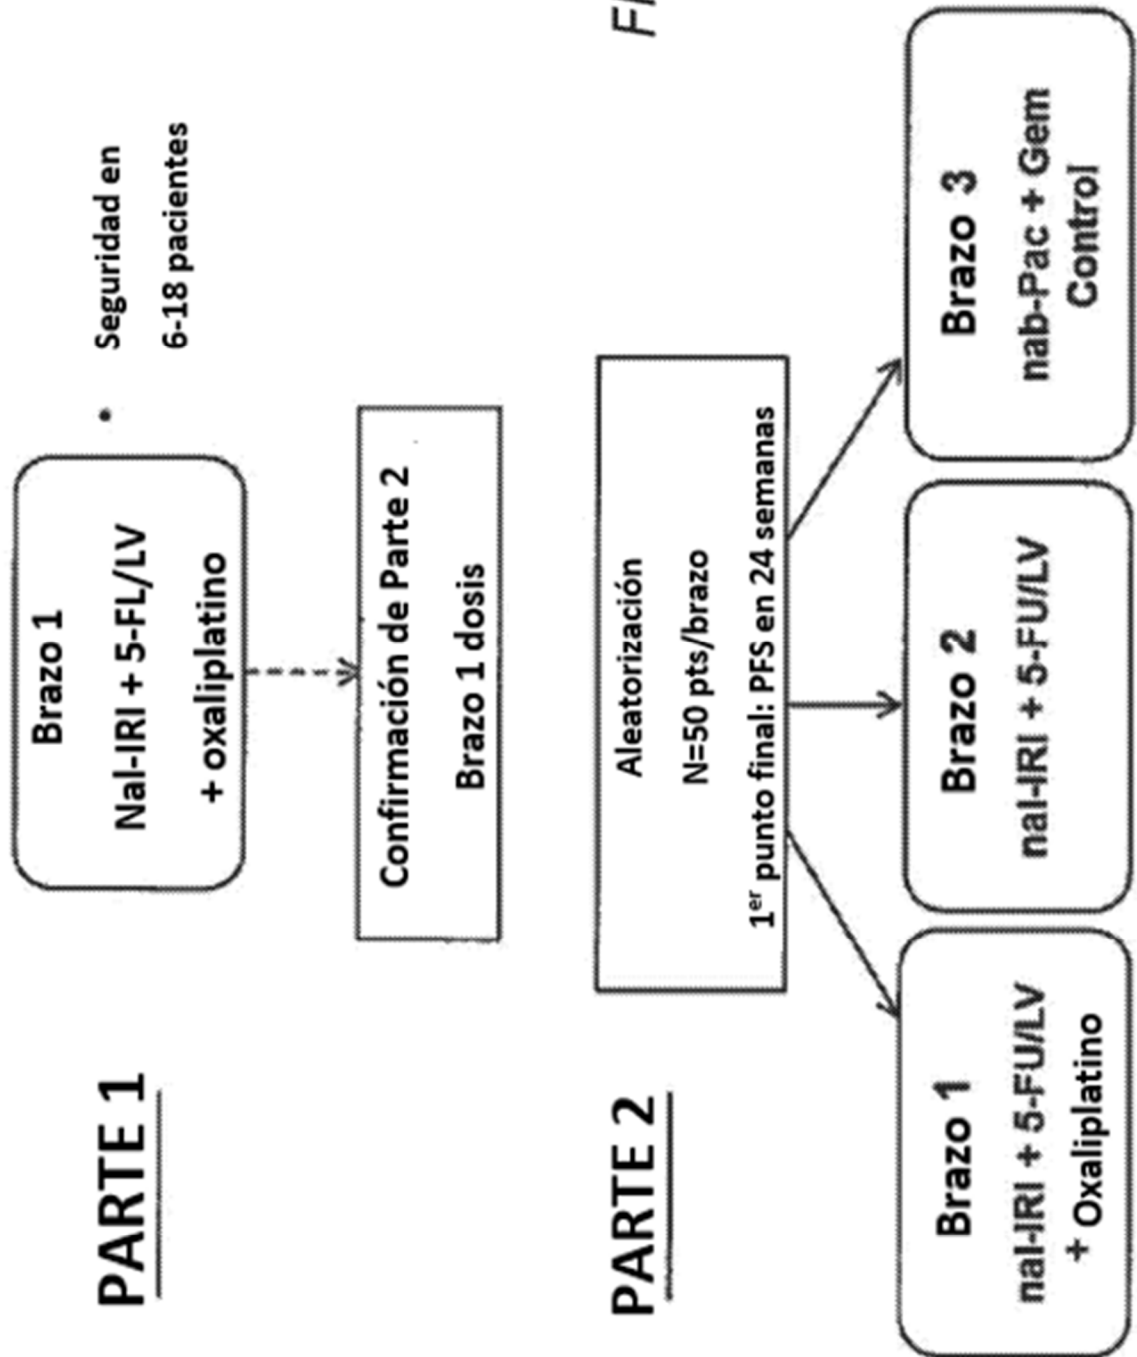 PARTE 1
Brazo 1
Nal-IRI + 5-FL/LV
+ oxaliplatino
• Seguridad en
6-18 pacientes
Confirmación de Parte 2
Brazo 1 dosis
PARTE 2
Aleatorización
N=50 pts/brazo
1er punto final: PFS en 24 semanas
Brazo 1
nal-IRI + 5-FU/LV
+ Oxaliplatino
Brazo 2
nal-IRI + 5-FU/LV
Brazo 3
nab-Pac + Gem
Control